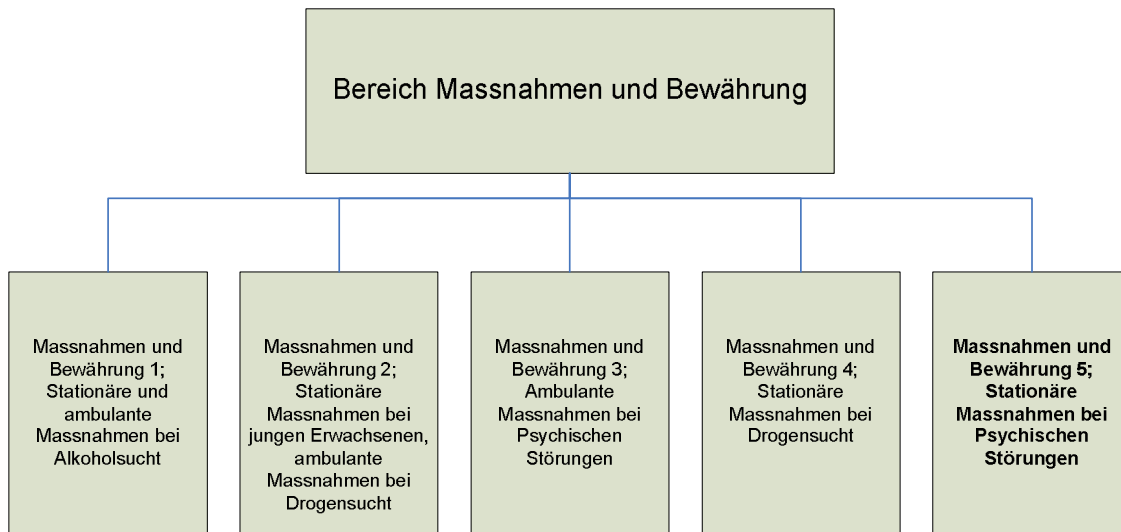 Bereich Massnahmen und Bewährung
Massnahmen und
Bewährung 1;
Stationäre und
ambulante
Massnahmen bei
Alkoholsucht
Massnahmen und
Bewährung 2;
Stationäre
Massnahmen bei
jungen Erwachsenen,
ambulante
Massnahmen bei
Drogensucht
Massnahmen und
Bewährung 3;
Ambulante
Massnahmen bei
Psychischen
Störungen
Massnahmen und
Bewährung 4;
Stationäre
Massnahmen bei
Drogensucht
Massnahmen und
Bewährung 5;
Stationäre
Massnahmen bei
Psychischen
Störungen